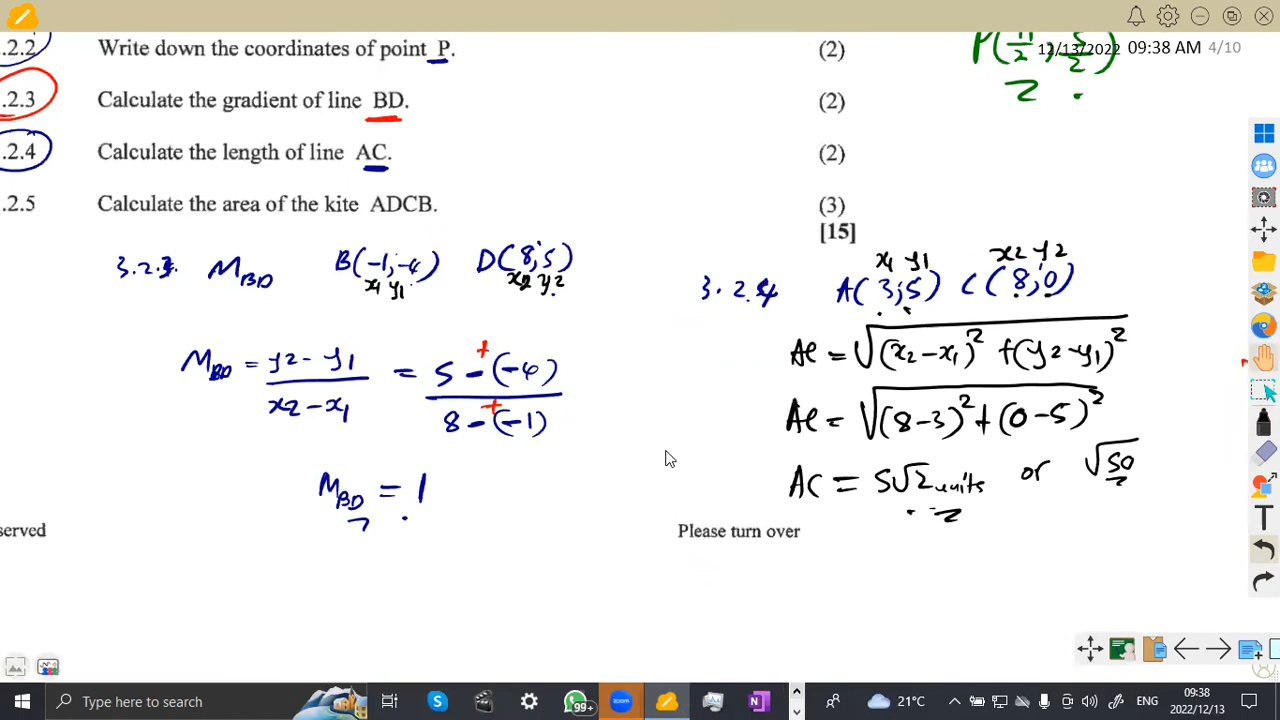 .2.2 Write down the coordinates of point P. (2)
P(11/2 ; 5/2)
12/13/2022 09:38 AM 4/10
.2.3 Calculate the gradient of line BD. (2)
.2.4 Calculate the length of line AC. (2)
.2.5 Calculate the area of the kite ADCB. (3)
[15]
3.2.3. M_BD B(-1;-4) D(8;5)
x1 y1 x2 y2
M_BD = y2 - y1 / x2 - x1 = 5 - (-4) / 8 - (-1)
+ +
M_BD = 1
x1 y1 x2 y2
3.2.4 A(3;5) C(8;0)
AC = √(x2 - x1)² + (y2 - y1)²
AC = √(8-3)² + (0-5)²
AC = 5√2 units or √50
served Please turn over
Type here to search
99+
21°C
ENG
09:38
2022/12/13